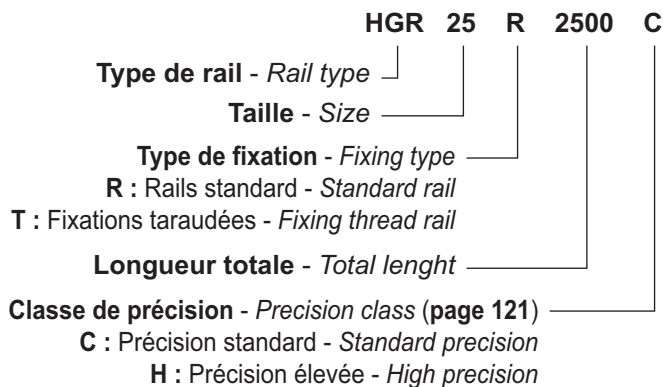 HGR 25 R 2500 C
Type de rail - Rail type
Taille - Size
Type de fixation - Fixing type
R : Rails standard - Standard rail
T : Fixations taraudées - Fixing thread rail
Longueur totale - Total lenght
Classe de précision - Precision class (page 121)
C : Précision standard - Standard precision
H : Précision élevée - High precision